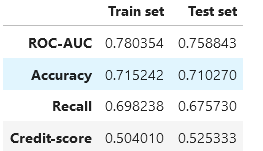 Train set Test set
ROC-AUC 0.780354 0.758843
Accuracy 0.715242 0.710270
Recall 0.698238 0.675730
Credit-score 0.504010 0.525333